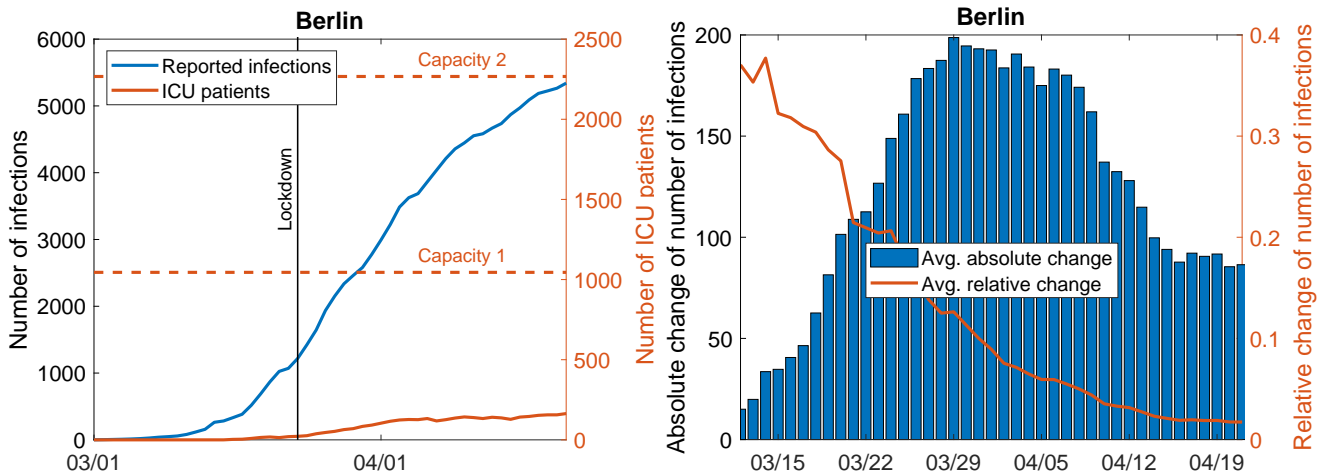 Berlin
6000
5000
4000
3000
2000
1000
0
Number of infections
2500
2000
1500
1000
500
0
Number of ICU patients
Capacity 2
Reported infections
ICU patients
Lockdown
Capacity 1
03/01
04/01
Berlin
200
150
100
50
0
Absolute change of number of infections
0.4
0.3
0.2
0.1
0
Relative change of number of infections
Avg. absolute change
Avg. relative change
03/15
03/22
03/29
04/05
04/12
04/19